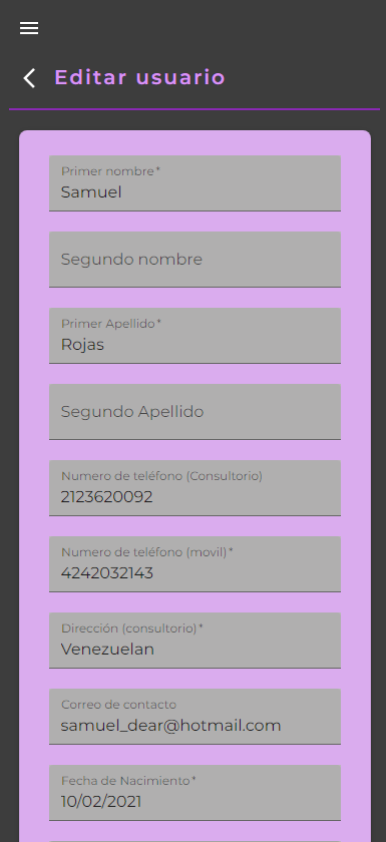 Editar usuario
Primer nombre*
Samuel
Segundo nombre
Primer Apellido*
Rojas
Segundo Apellido
Numero de teléfono (Consultorio)
2123620092
Numero de teléfono (movil)*
4242032143
Dirección (consultorio)*
Venezuelan
Correo de contacto
samuel_dear@hotmail.com
Fecha de Nacimiento*
10/02/2021